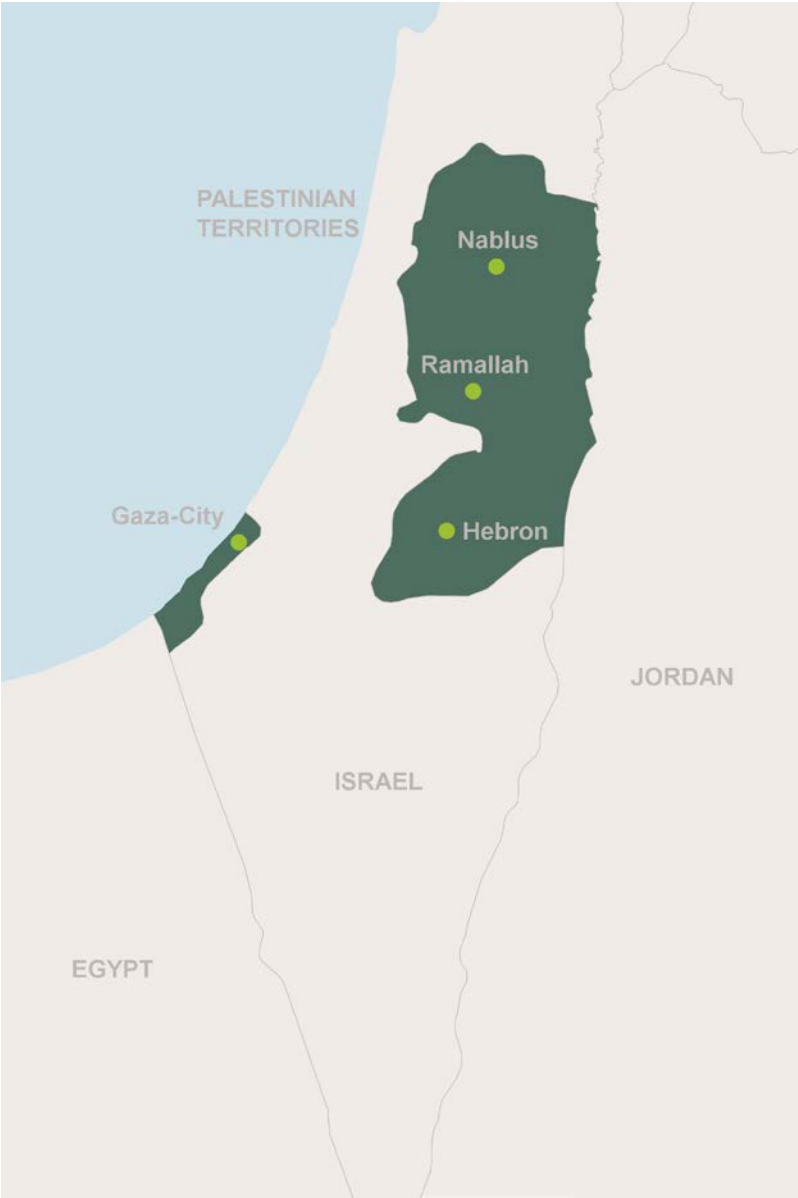 PALESTINIAN
TERRITORIES
Nablus
Ramallah
Gaza-City
Hebron
JORDAN
ISRAEL
EGYPT